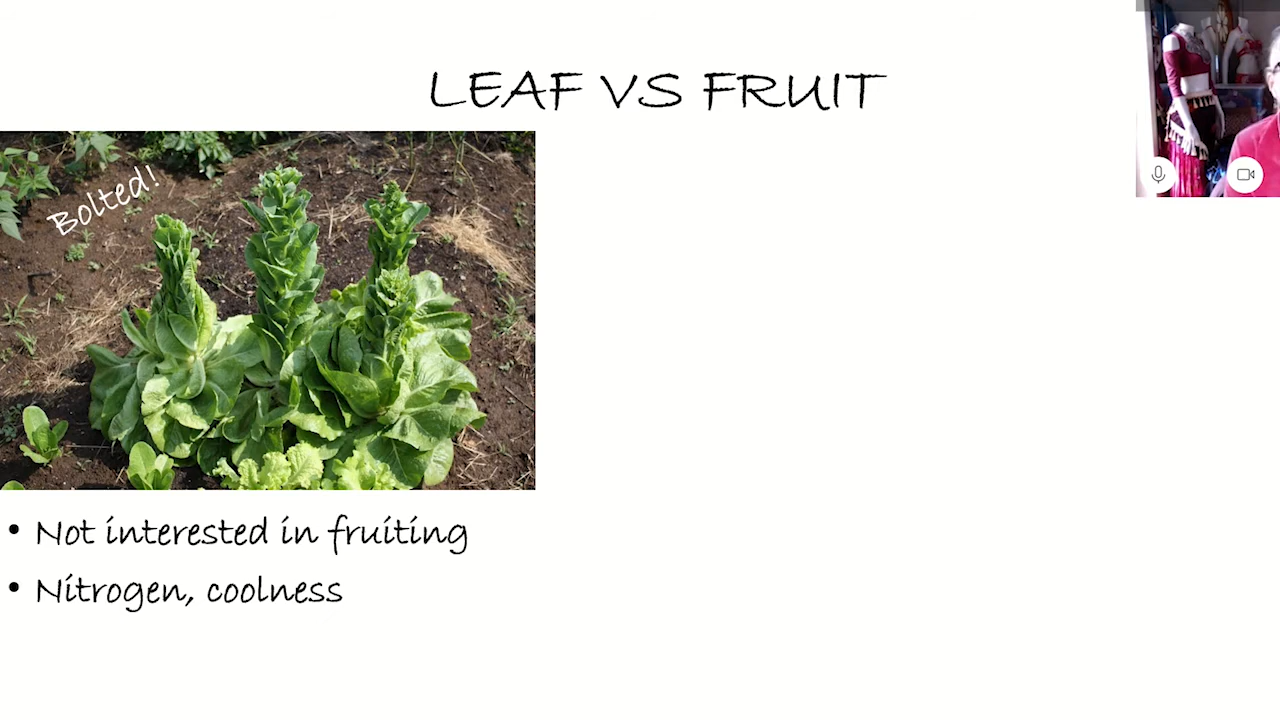 LEAF VS FRUIT
Bolted!
• Not interested in fruiting
• Nitrogen, coolness